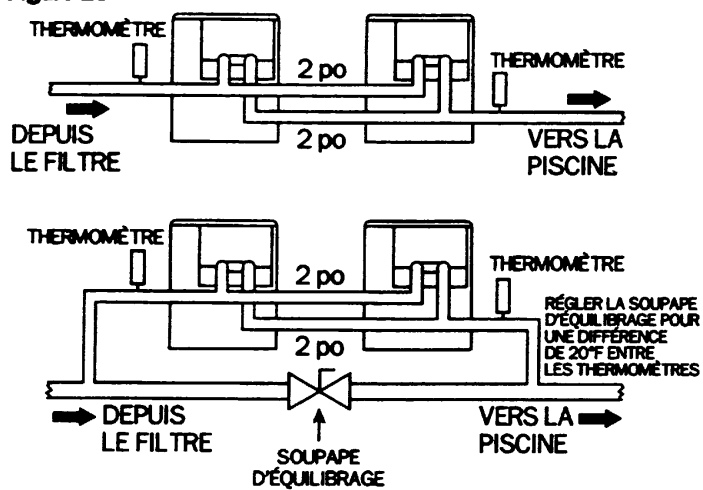 THERMOMÈTRE
2 po
THERMOMÈTRE
DEPUIS
LE FILTRE
2 po
VERS LA
PISCINE
THERMOMÈTRE
2 po
THERMOMÈTRE
RÉGLER LA SOUPAPE
D'ÉQUILIBRAGE POUR
UNE DIFFÉRENCE
DE 20°F ENTRE
LES THERMOMÈTRES
2 po
DEPUIS
LE FILTRE
VERS LA
PISCINE
SOUPAPE
D'ÉQUILIBRAGE